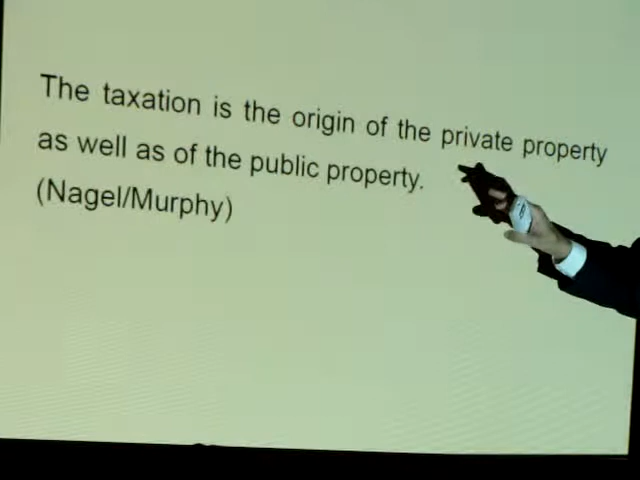 The taxation is the origin of the private property
as well as of the public property.
(Nagel/Murphy)